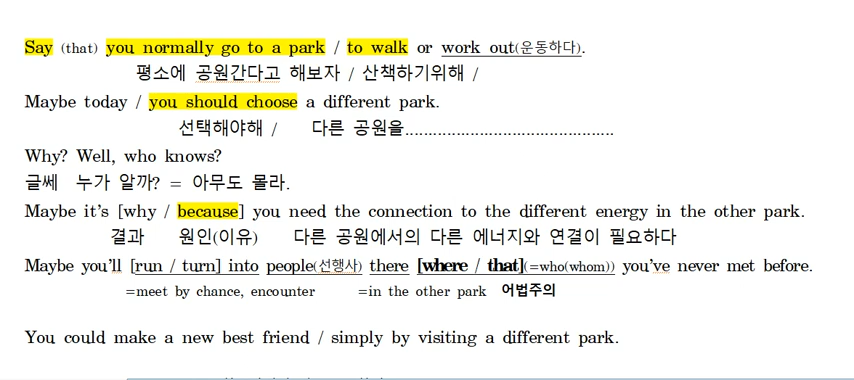 Say (that) you normally go to a park / to walk or work out(운동하다).
평소에 공원간다고 해보자 / 산책하기위해 /
Maybe today / you should choose a different park.
선택해야해 / 다른 공원을................................................
Why? Well, who knows?
글쎄 누가 알까? = 아무도 몰라.
Maybe it's [why / because] you need the connection to the different energy in the other park.
결과 원인(이유) 다른 공원에서의 다른 에너지와 연결이 필요하다
Maybe you'll [run / turn] into people(선행사) there [where / that](=who(whom)) you've never met before.
=meet by chance, encounter =in the other park 어법주의
You could make a new best friend / simply by visiting a different park.